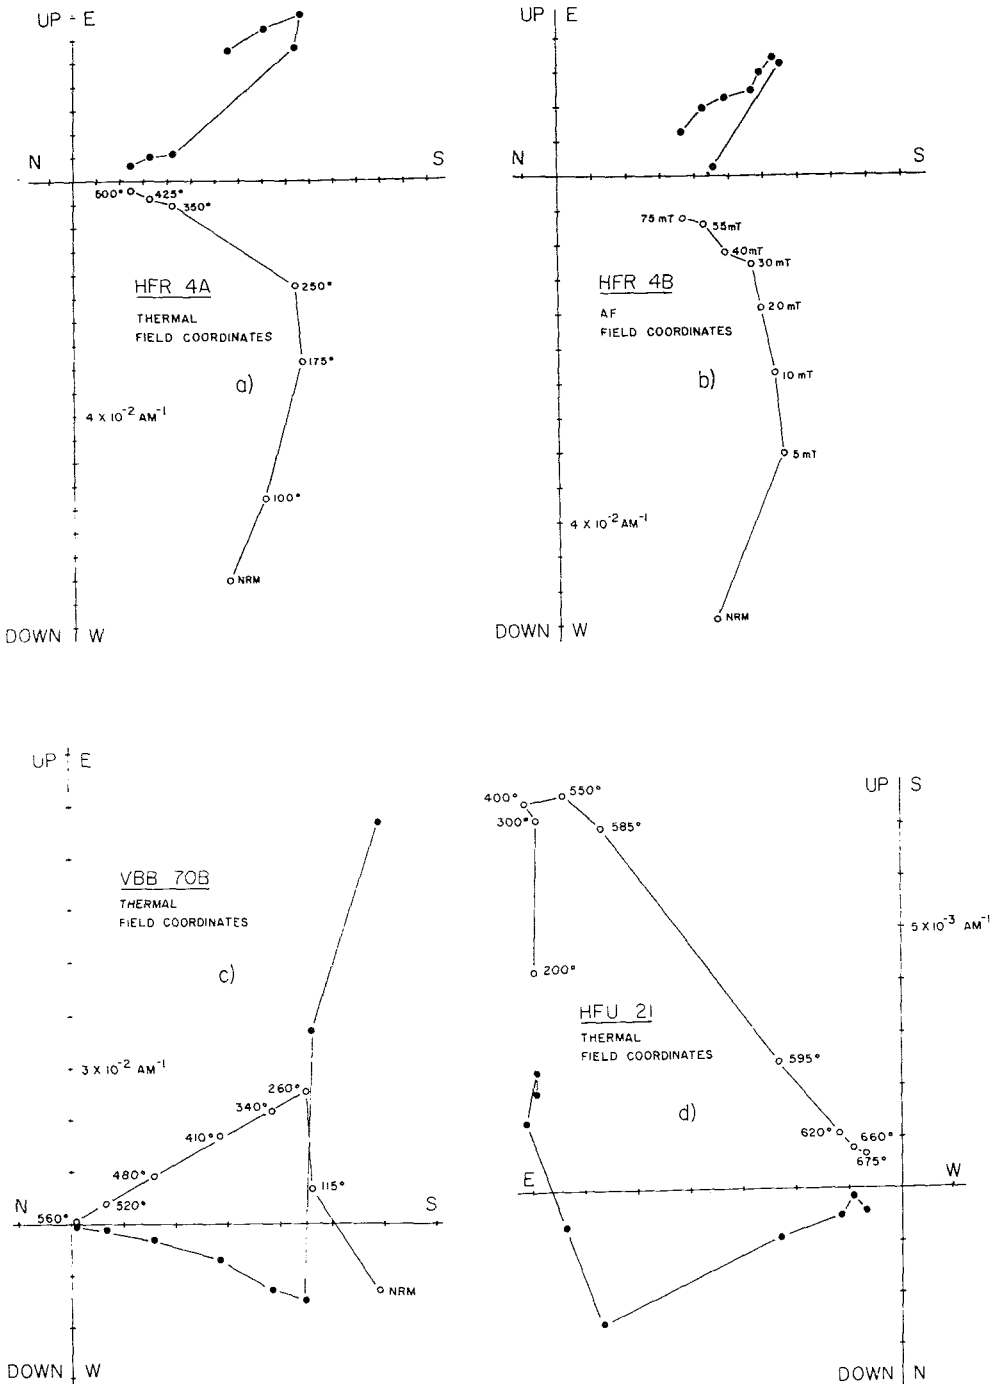 UP E
N S
600° 425° 350°
250°
HFR 4A
THERMAL
FIELD COORDINATES
175°
a)
4 X 10⁻² AM⁻¹
100°
NRM
DOWN W
UP E
N S
75 mT 55mT
40mT
30 mT
HFR 4B
20 mT
AF
FIELD COORDINATES
b)
10 mT
5 mT
4 X 10⁻² AM⁻¹
NRM
DOWN W
UP E
VBB 70B
THERMAL
FIELD COORDINATES
c)
3 X 10⁻² AM⁻¹
260°
340°
410°
480°
115°
N S
520°
560°
NRM
DOWN W
UP S
400° 550°
300° 585°
5 X 10⁻³ AM⁻¹
200°
HFU 21
THERMAL
FIELD COORDINATES
595°
d)
620° 660°
675°
E W
DOWN N